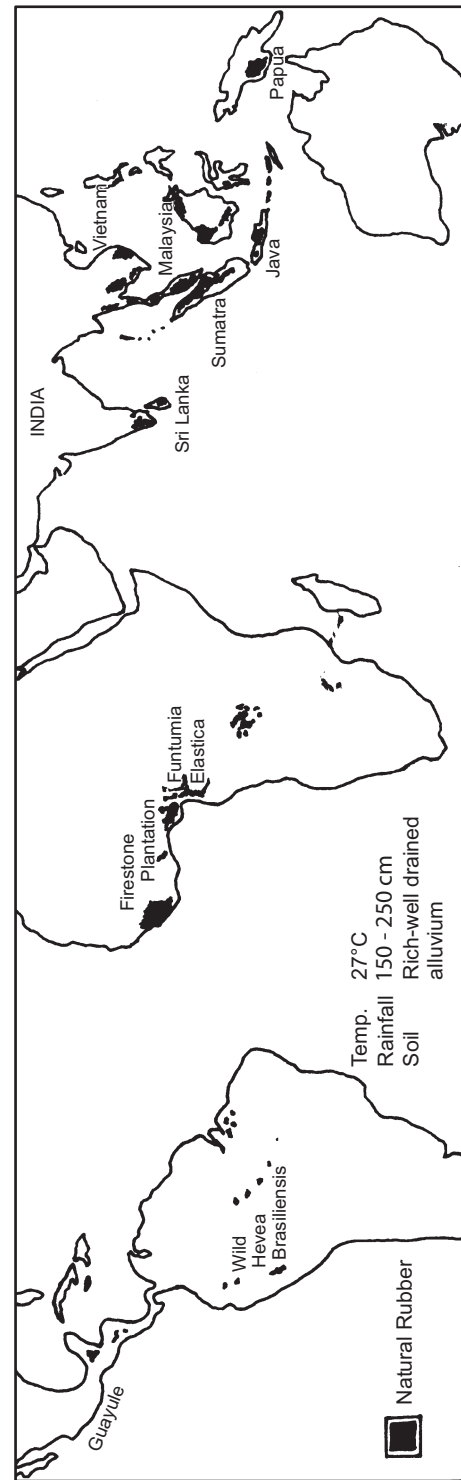 Guayule
Wild
Hevea
Brasiliensis
Natural Rubber
Temp. 27°C
Rainfall 150 - 250 cm
Soil Rich-well drained
alluvium
Firestone
Plantation
Funtumia
Elastica
INDIA
Sri Lanka
Vietnam
Malaysia
Sumatra
Java
Papua